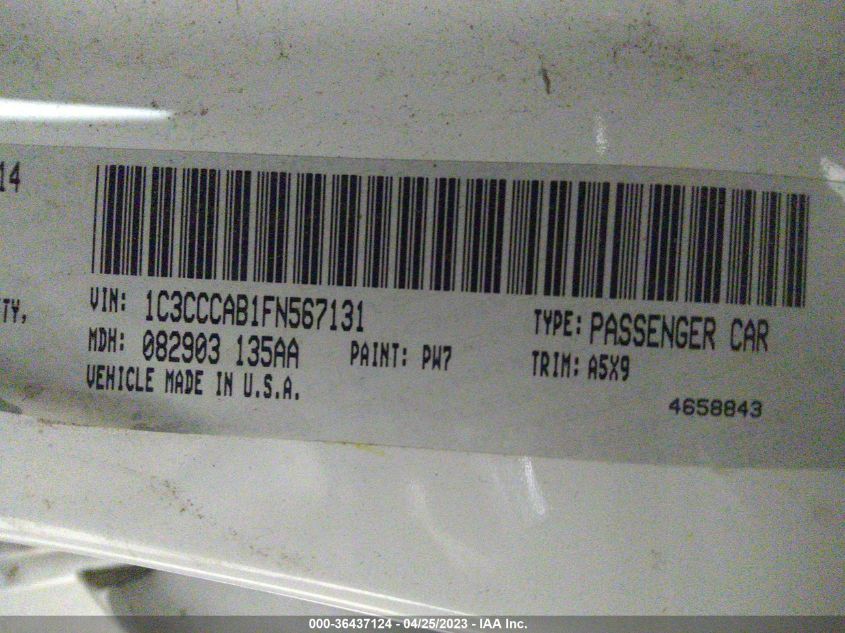 14
VIN: 1C3CCCAB1FN567131
TY,
TYPE: PASSENGER CAR
MDH: 082903 135AA
PAINT: PW7
TRIM: A5X9
VEHICLE MADE IN U.S.A.
4658843
000-36437124 - 04/25/2023 - IAA Inc.